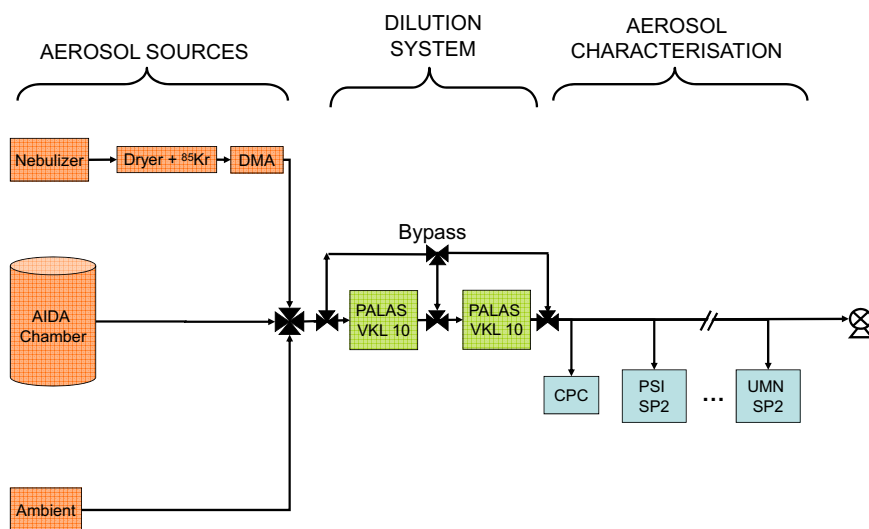 AEROSOL SOURCES
DILUTION
SYSTEM
AEROSOL
CHARACTERISATION
Nebulizer
Dryer + ⁸⁵Kr
DMA
Bypass
AIDA
Chamber
PALAS
VKL 10
PALAS
VKL 10
CPC
PSI
SP2
...
UMN
SP2
Ambient